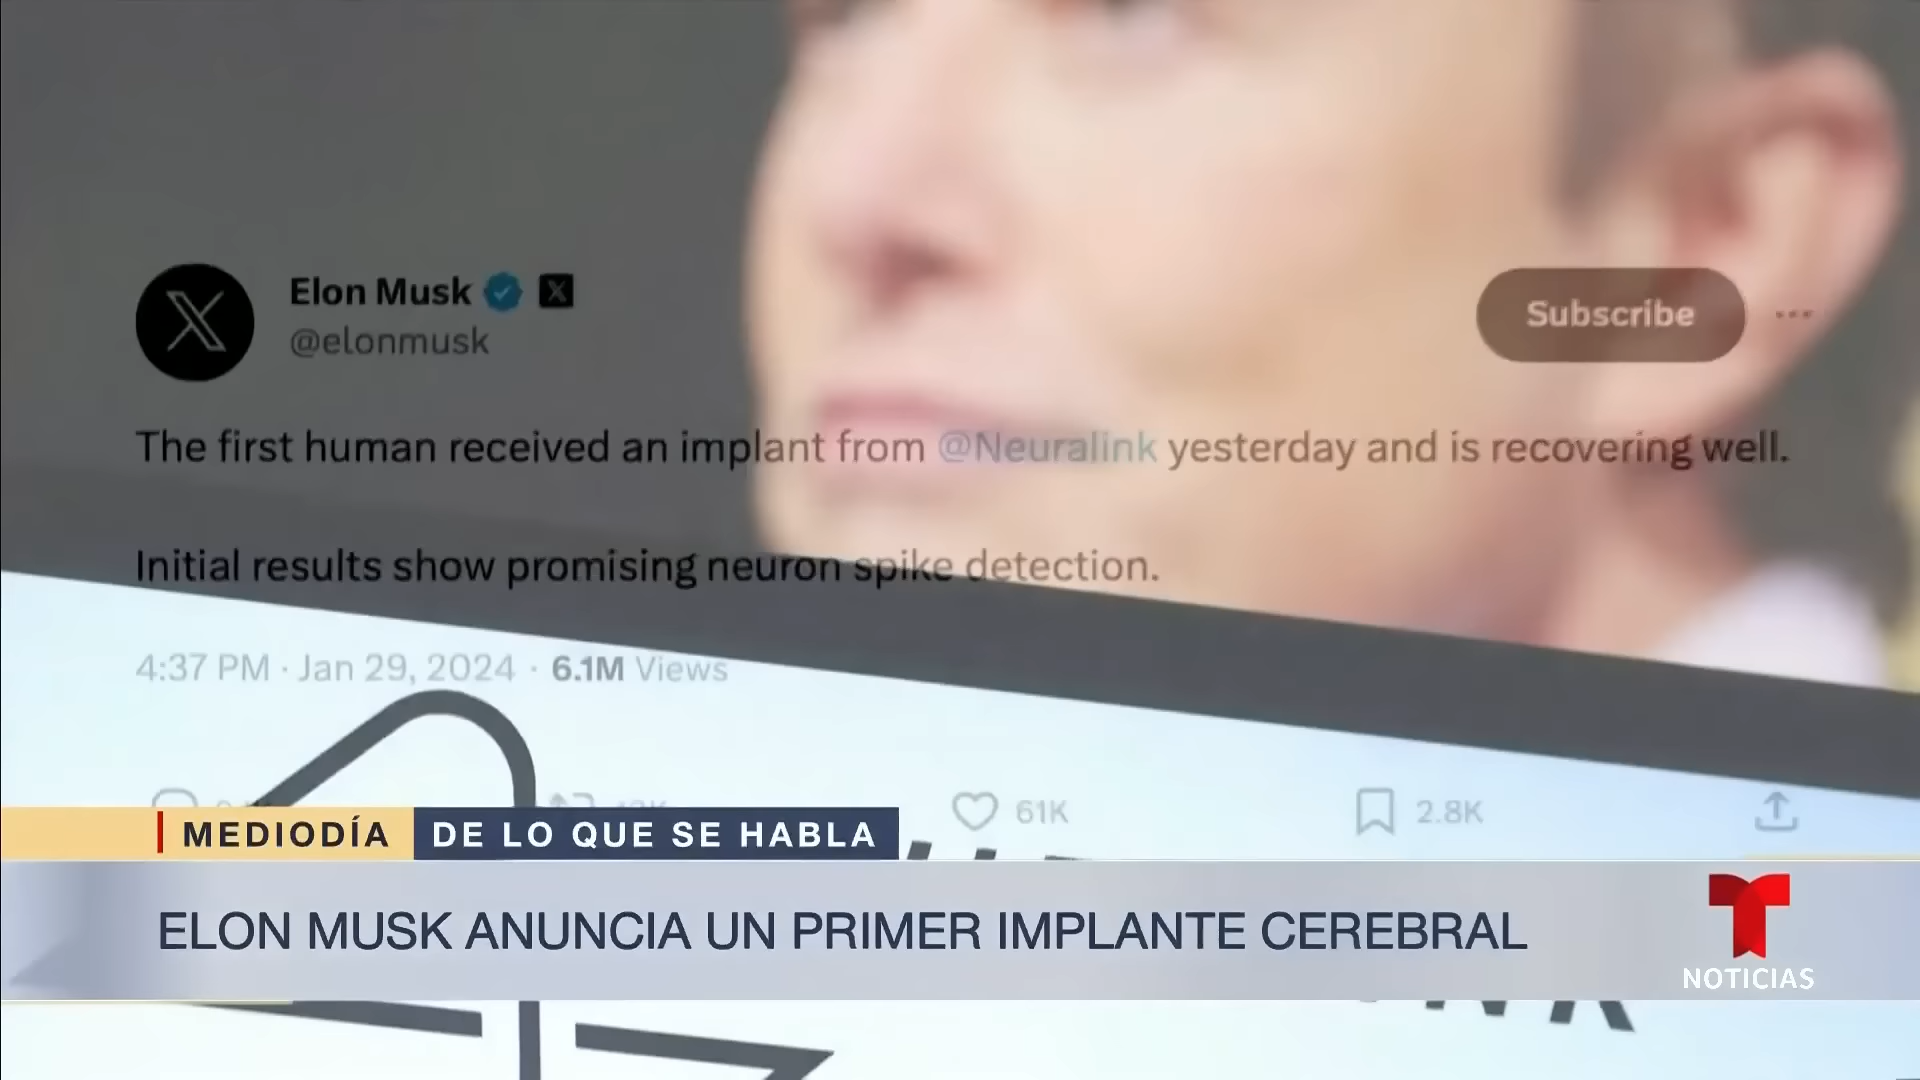 Elon Musk
@elonmusk
Subscribe
The first human received an implant from @Neuralink yesterday and is recovering well.
Initial results show promising neuron spike detection.
4:37 PM · Jan 29, 2024 · 6.1M Views
61K
2.8K
MEDIODÍA DE LO QUE SE HABLA
ELON MUSK ANUNCIA UN PRIMER IMPLANTE CEREBRAL
NOTICIAS